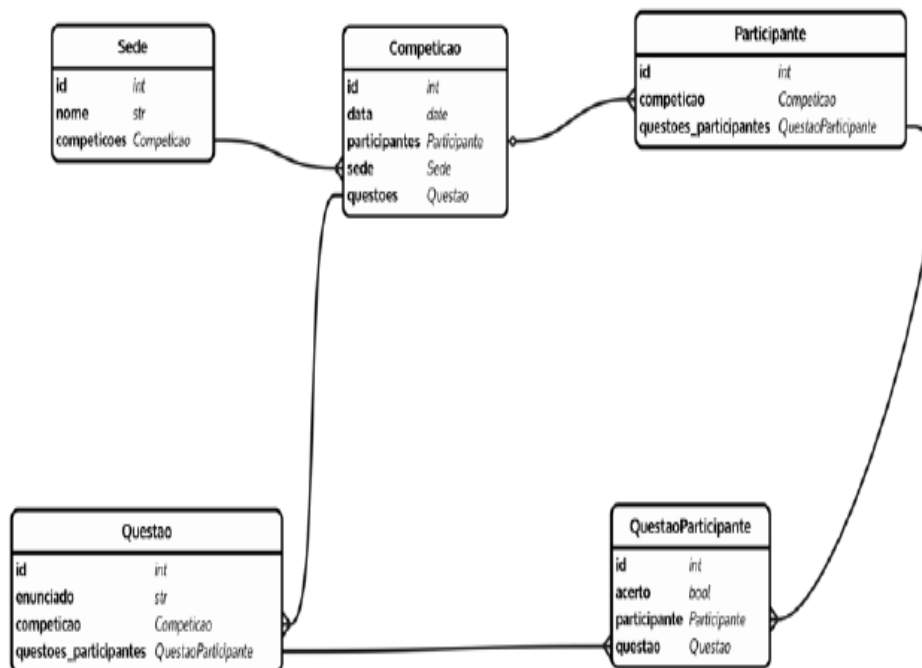 Sede
id int
nome str
competicoes Competicao
Competicao
id int
data date
participantes Participante
sede Sede
questoes Questao
Participante
id int
competicao Competicao
questoes_participantes QuestaoParticipante
Questao
id int
enunciado str
competicao Competicao
questoes_participantes QuestaoParticipante
QuestaoParticipante
id int
acerto bool
participante Participante
questao Questao